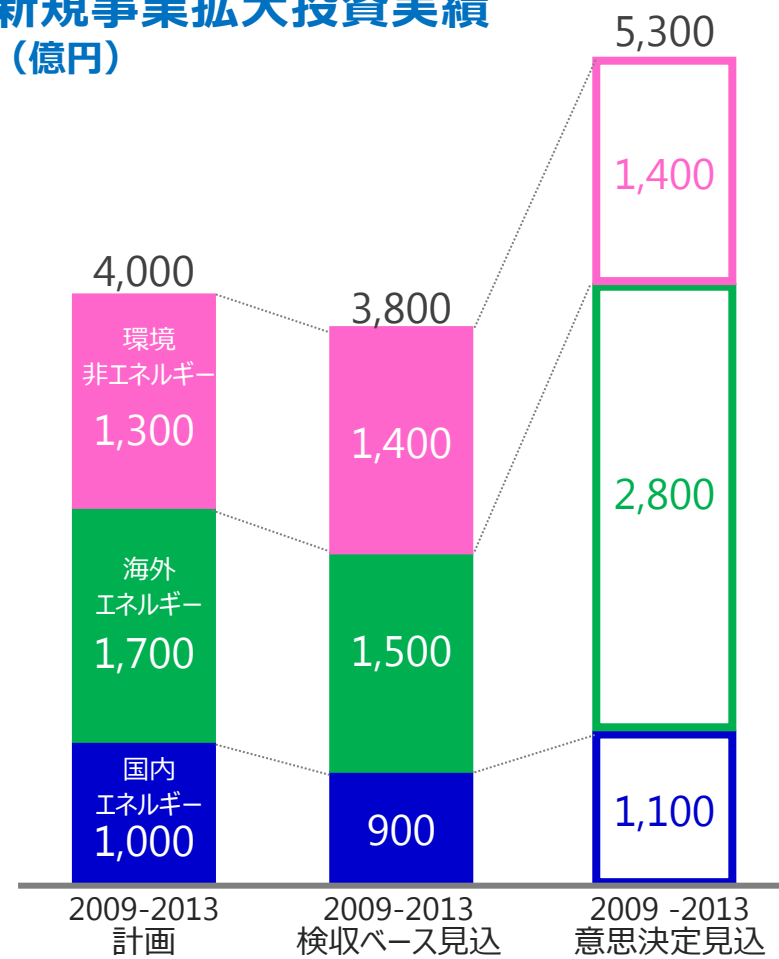 新規事業拡大投資実績
（億円）
5,300
1,400
4,000
3,800
環境
非エネルギー
1,300
1,400
2,800
海外
エネルギー
1,700
1,500
国内
エネルギー
1,000
900
1,100
2009-2013
計画
2009-2013
検収ベース見込
2009 -2013
意思決定見込